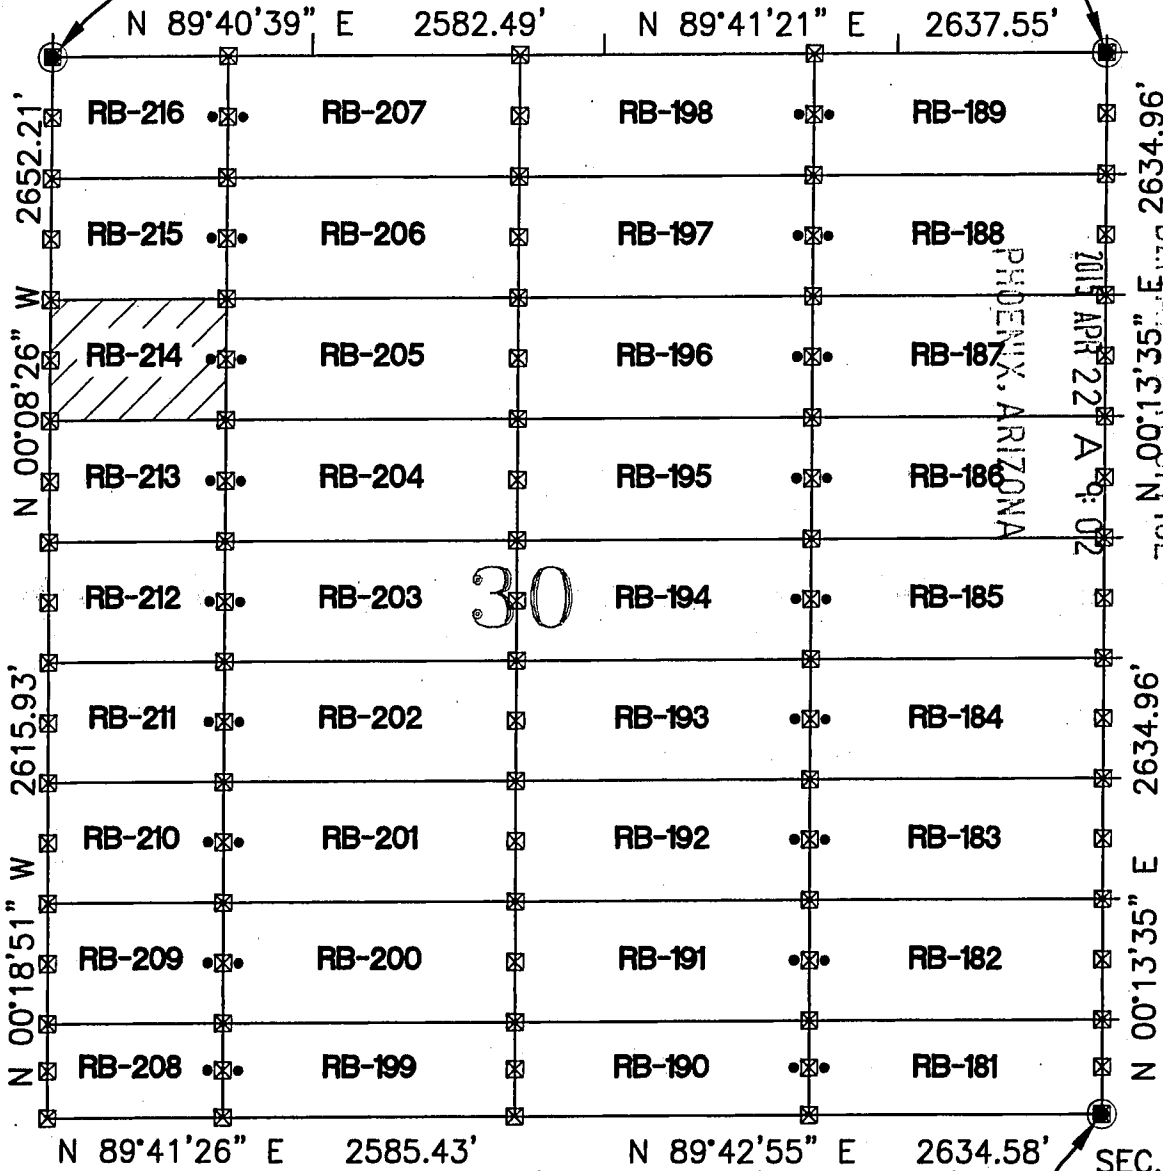 N 89°40'39" E 2582.49' N 89°41'21" E 2637.55'
2652.21'
N 00°08'26" W
2615.93'
N 00°18'51" W
RB-216 RB-207 RB-198 RB-189
RB-215 RB-206 RB-197 RB-188
RB-214 RB-205 RB-196 RB-187
RB-213 RB-204 RB-195 RB-186
RB-212 RB-203 RB-194 RB-185
30
RB-211 RB-202 RB-193 RB-184
RB-210 RB-201 RB-192 RB-183
RB-209 RB-200 RB-191 RB-182
RB-208 RB-199 RB-190 RB-181
2015 APR 22 A 9:02
PHOENIX, ARIZONA
2634.96'
N 00°13'35" E
2634.96'
N 00°13'35" E
N 89°41'26" E 2585.43' N 89°42'55" E 2634.58'
SEC.